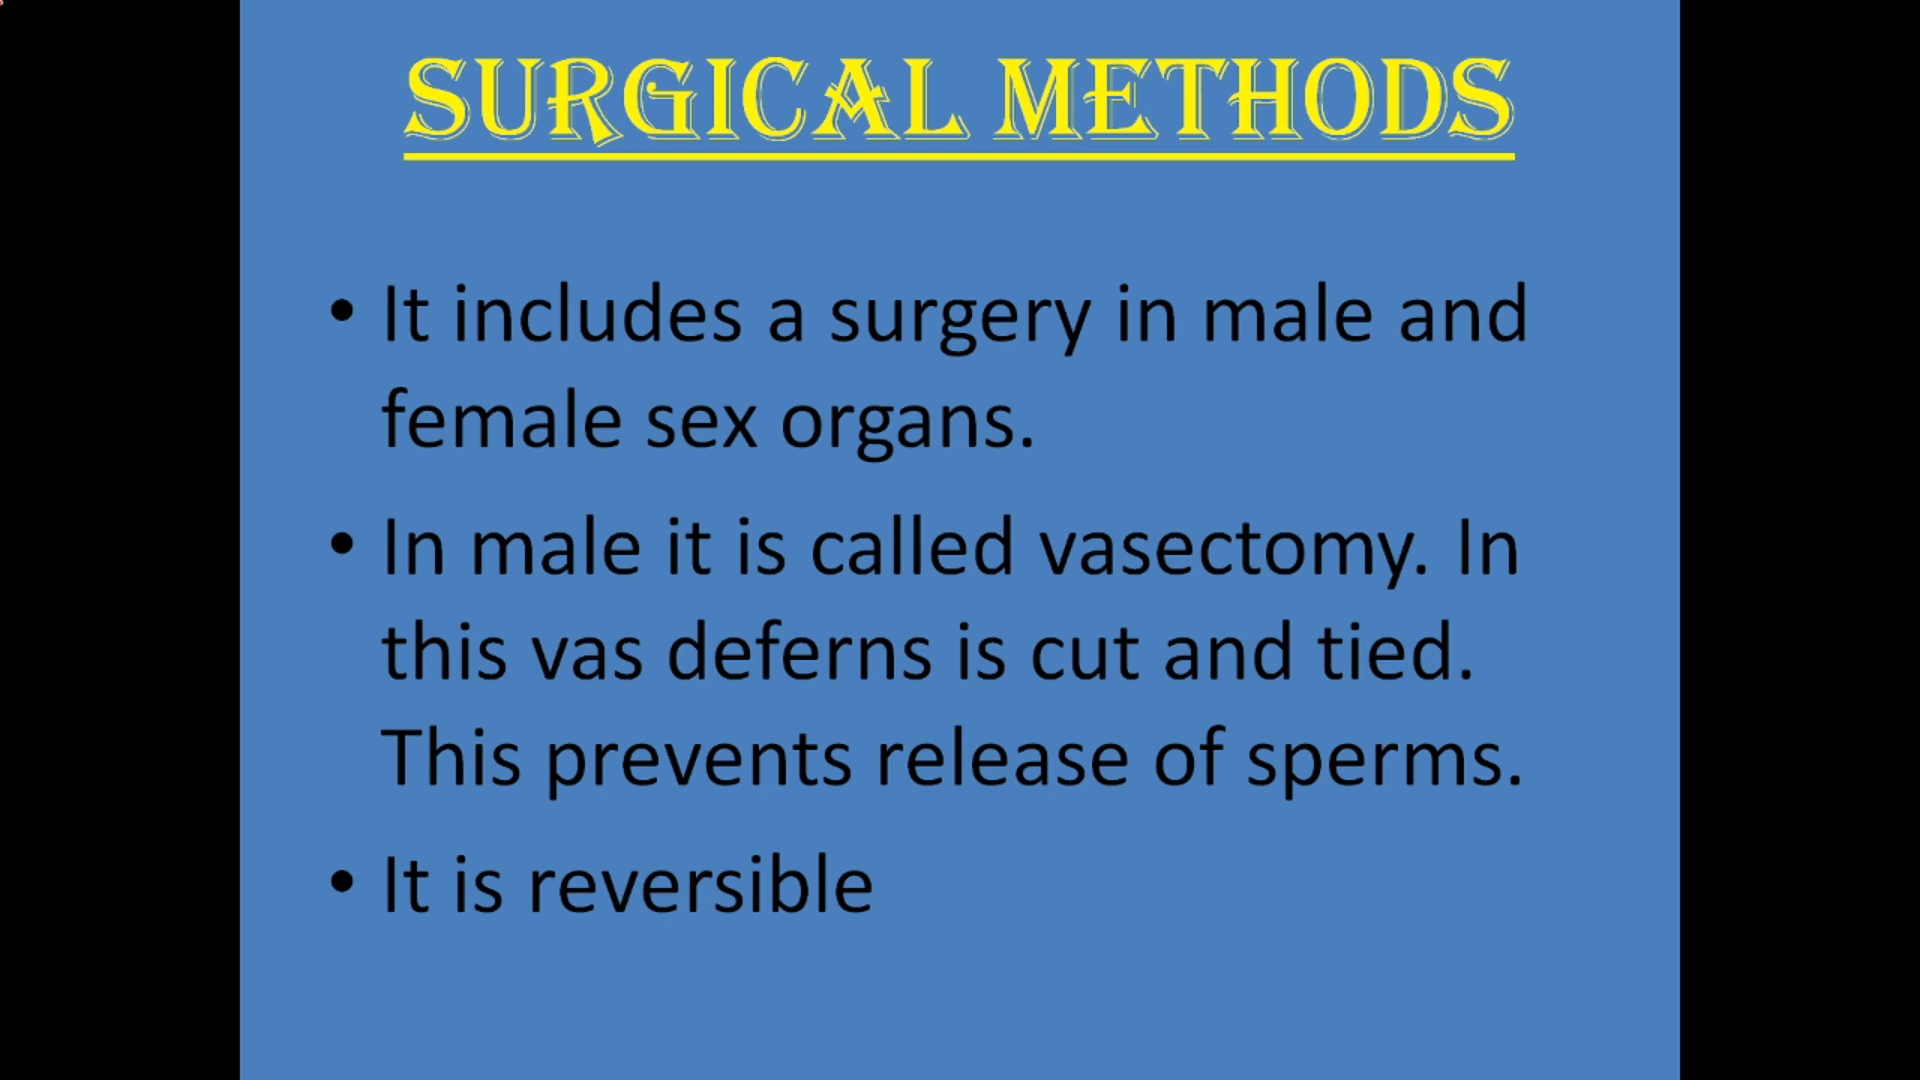 SURGICAL METHODS
• It includes a surgery in male and
female sex organs.
• In male it is called vasectomy. In
this vas deferns is cut and tied.
This prevents release of sperms.
• It is reversible